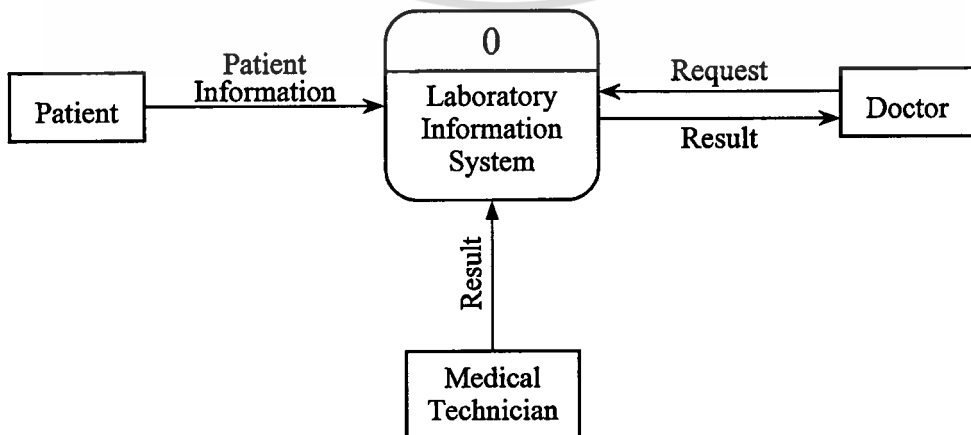 0
Laboratory
Information
System
Patient
Patient
Information
Request
Result
Doctor
Result
Medical
Technician